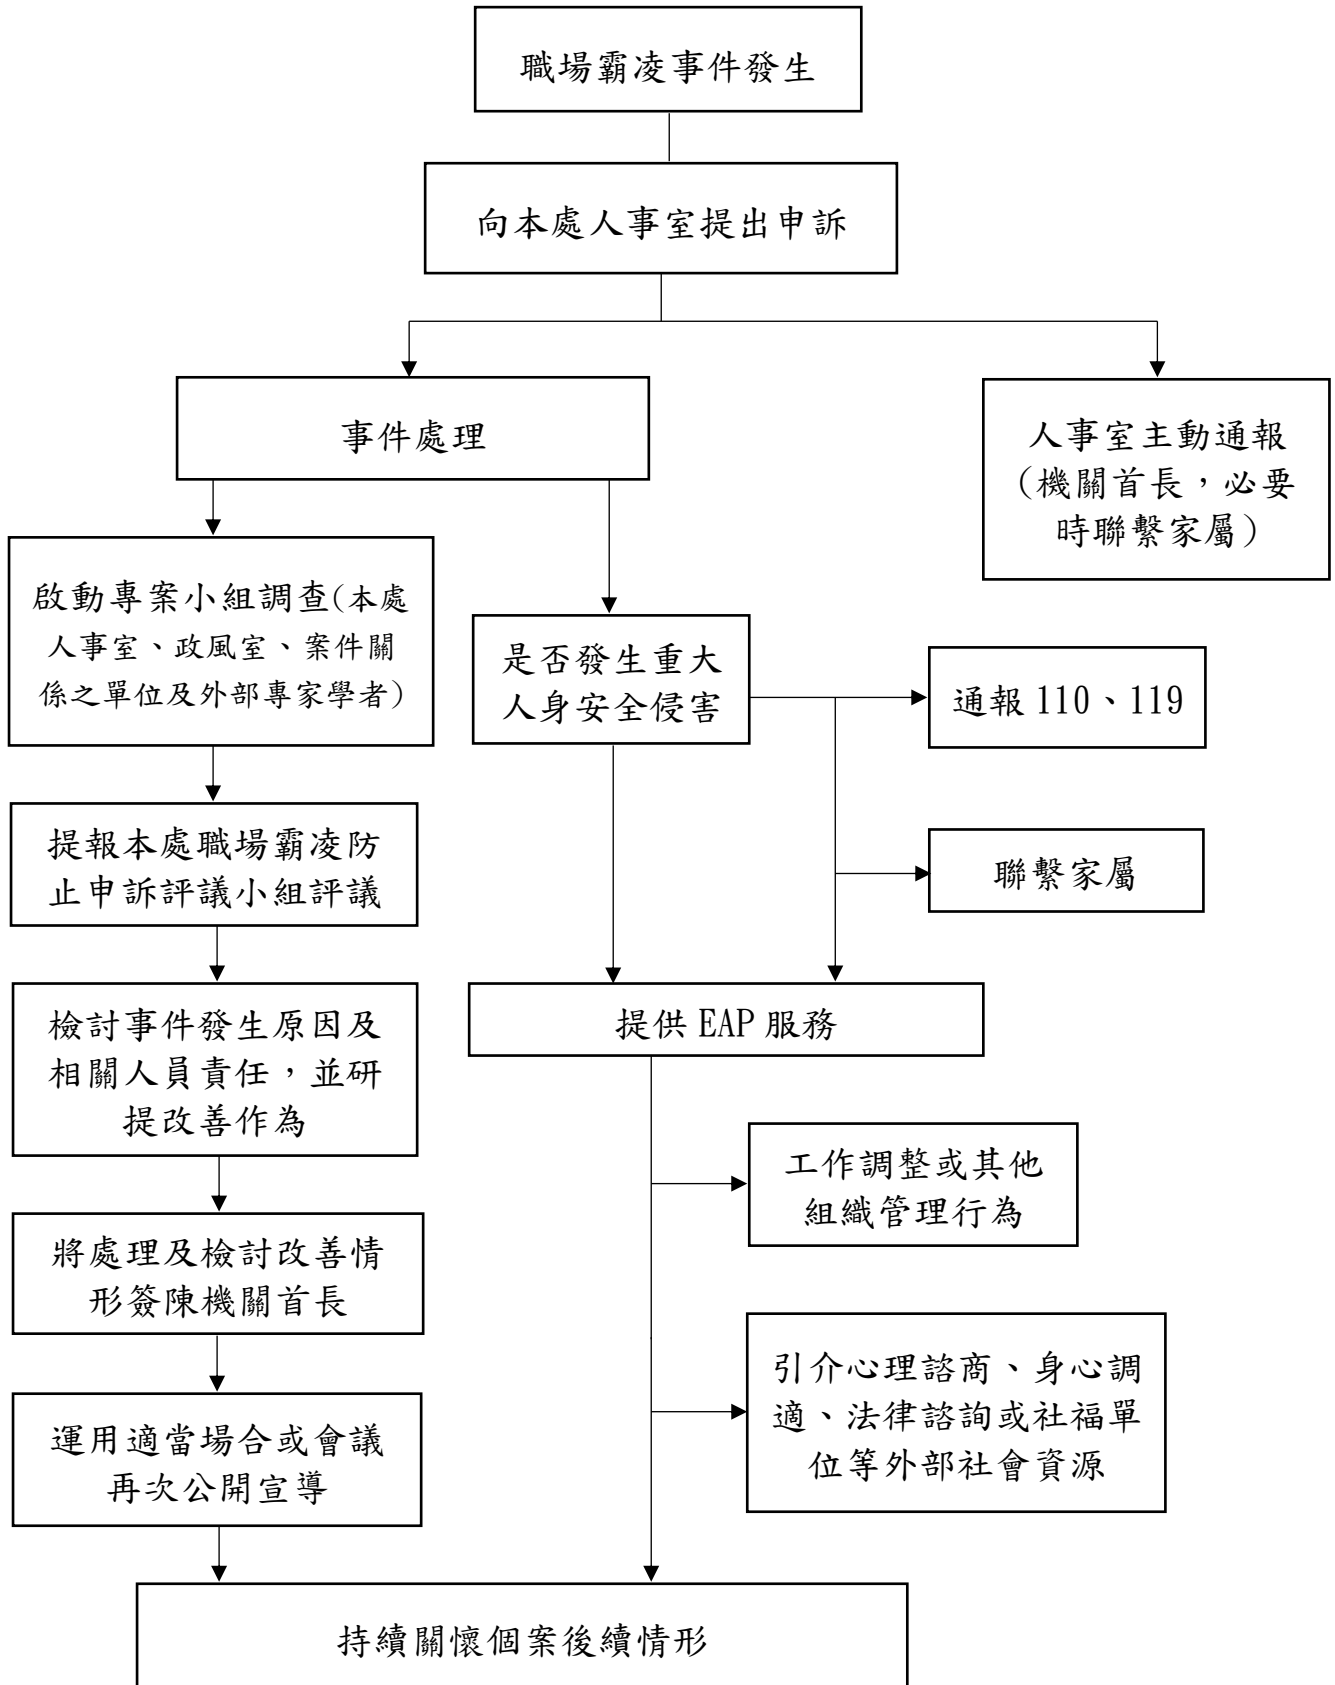 職場霸凌事件發生
向本處人事室提出申訴
事件處理
人事室主動通報
(機關首長，必要
時聯繫家屬)
啟動專案小組調查(本處
人事室、政風室、案件關
係之單位及外部專家學者)
是否發生重大
人身安全侵害
通報 110、119
提報本處職場霸凌防
止申訴評議小組評議
聯繫家屬
檢討事件發生原因及
相關人員責任，並研
提改善作為
提供 EAP 服務
工作調整或其他
組織管理行為
將處理及檢討改善情
形簽陳機關首長
引介心理諮商、身心調
適、法律諮詢或社福單
位等外部社會資源
運用適當場合或會議
再次公開宣導
持續關懷個案後續情形